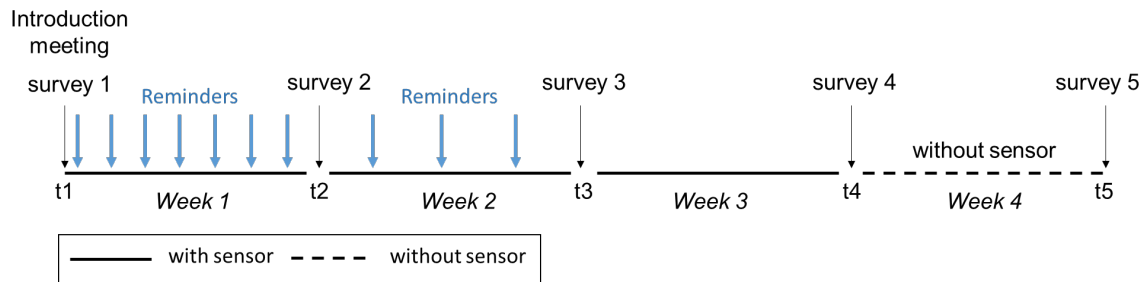 Introduction
meeting
survey 1
survey 2
survey 3
survey 4
survey 5
Reminders
Reminders
without sensor
t1
t2
t3
t4
t5
Week 1
Week 2
Week 3
Week 4
with sensor
without sensor